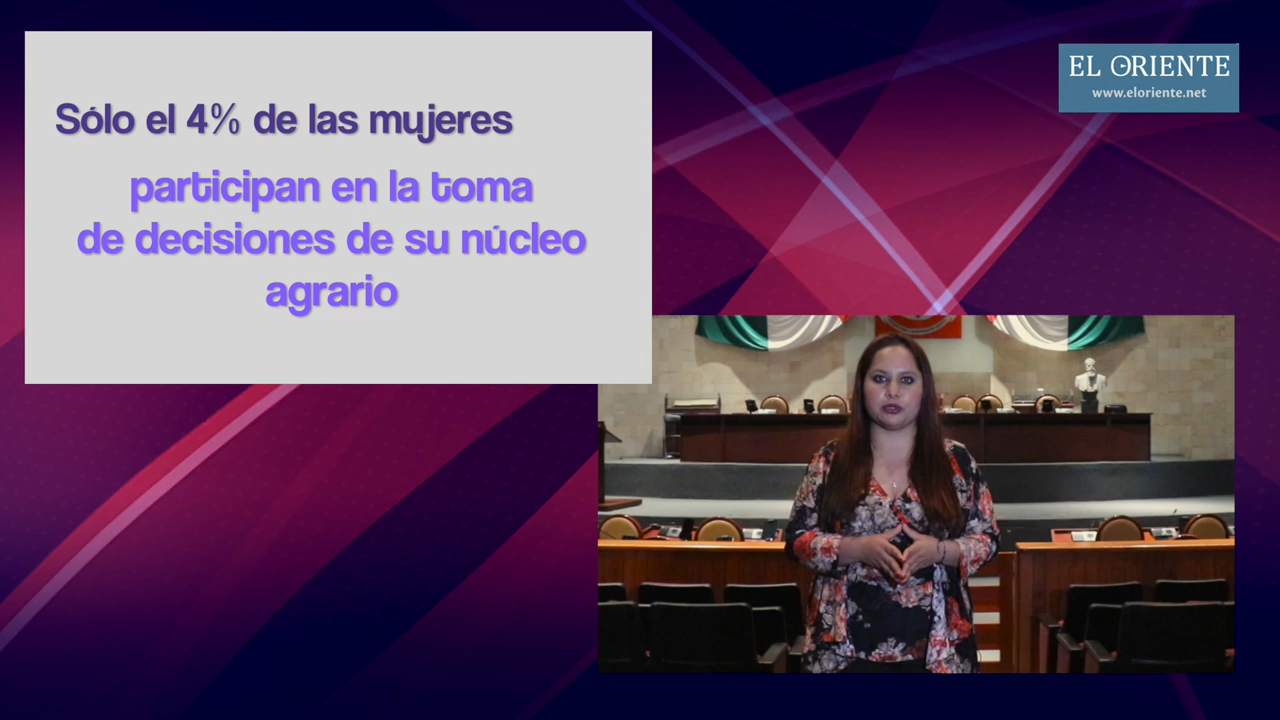 Sólo el 4% de las mujeres
participan en la toma
de decisiones de su núcleo
agrario
EL ORIENTE
www.eloriente.net